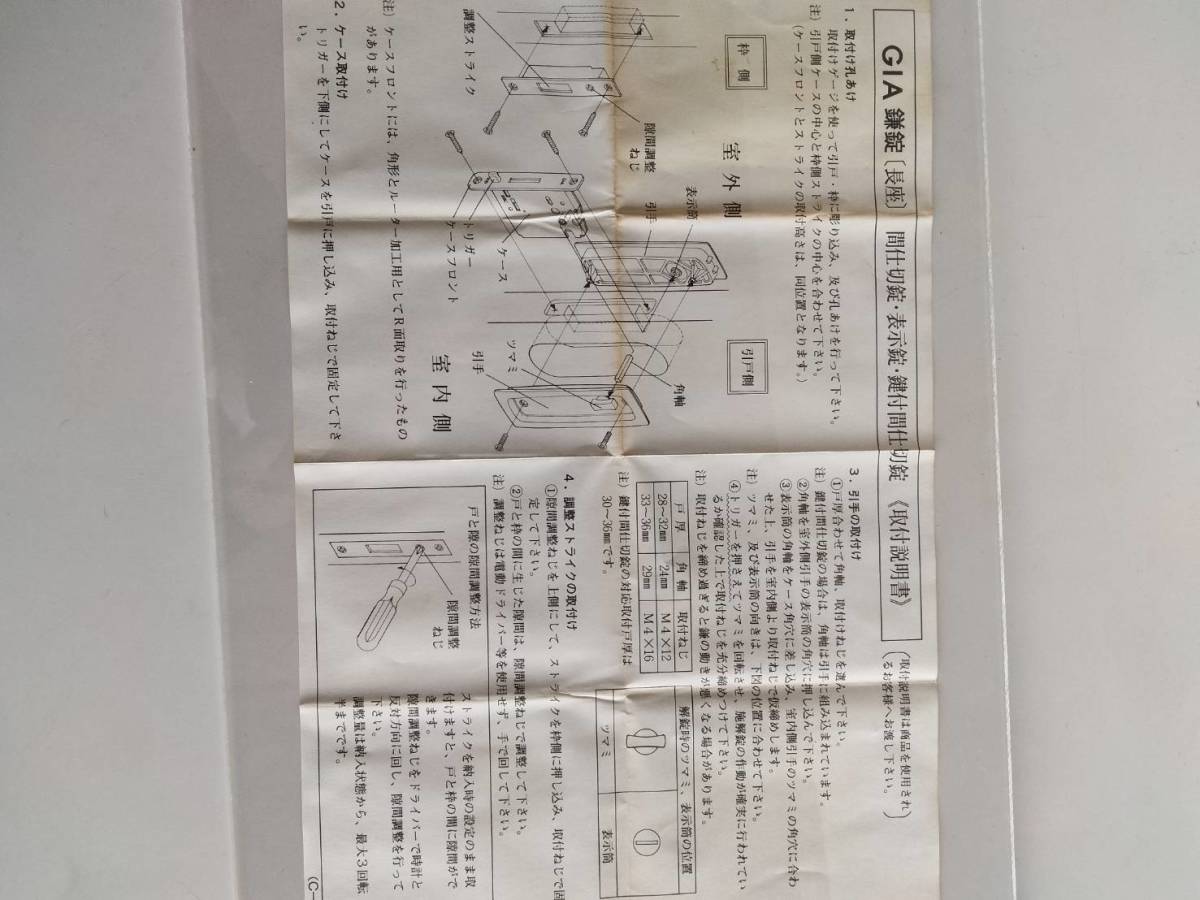 GIA 鎌錠〔長座〕 間仕切錠・表示錠・鍵付間仕切錠 《取付説明書》
(取付説明書は商品を使用され
るお客様へお渡し下さい。)
1．取付け孔あけ
取付けゲージを使って引戸・枠に彫り込み、及び孔あけを行って下さい。
注）引戸側ケースの中心と枠側ストライクの中心を合わせて下さい。
(ケースフロントとストライクの取付高さは、同位置となります。)
枠側
室外側
引戸側
調整ストライク
隙間調整
ねじ
表示筒
引手
トリガー
ケースフロント
ケース
角軸
ツマミ
引手
室内側
注）ケースフロントには、角形とルーター加工用としてR面取りを行ったもの
があります。
2．ケース取付け
トリガーを下側にしてケースを引戸に押し込み、取付ねじで固定して下さ
い。
3．引手の取付け
①戸厚合わせて角軸、取付けねじを選んで下さい。
注）鍵付間仕切錠の場合は、角軸は引手に組み込まれています。
②角軸を室外側引手の表示筒の角穴に押し込んで下さい。
③表示筒の角軸をケース角穴に差し込み、室内側引手のツマミの角穴に合わ
せた上、引手を室内側より取付ねじで仮締めします。
注）ツマミ、及び表示筒の向きは、下図の位置に合わせて下さい。
④トリガーを押さえてツマミを回転させ、施解錠の作動が確実に行われてい
るか確認した上で取付ねじを充分締めつけて下さい。
注）取付ねじを締め過ぎると鎌の動きが悪くなる場合があります。
戸厚 角軸 取付ねじ
28～32mm 24mm M4×12
33～36mm 29mm M4×16
注）鍵付間仕切錠の対応取付戸厚は
30～36mmです。
解錠時のツマミ、表示筒の位置
ツマミ 表示筒
4．調整ストライクの取付け
①隙間調整ねじを上側にして、ストライクを枠側に押し込み、取付ねじで固
定して下さい。
②戸と枠の間に生じた隙間は、隙間調整ねじで調整して下さい。
注）調整ねじは電動ドライバー等を使用せず、手で回して下さい。
戸と隙の隙間調整方法
隙間調整
ねじ
ストライクを納入時の設定のまま取
付けますと、戸と枠の間に隙間がで
きます。
隙間調整ねじをドライバーで時計と
反対方向に回し、隙間調整を行って
下さい。
調整量は納入状態から、最大3回転
半までです。
(C-